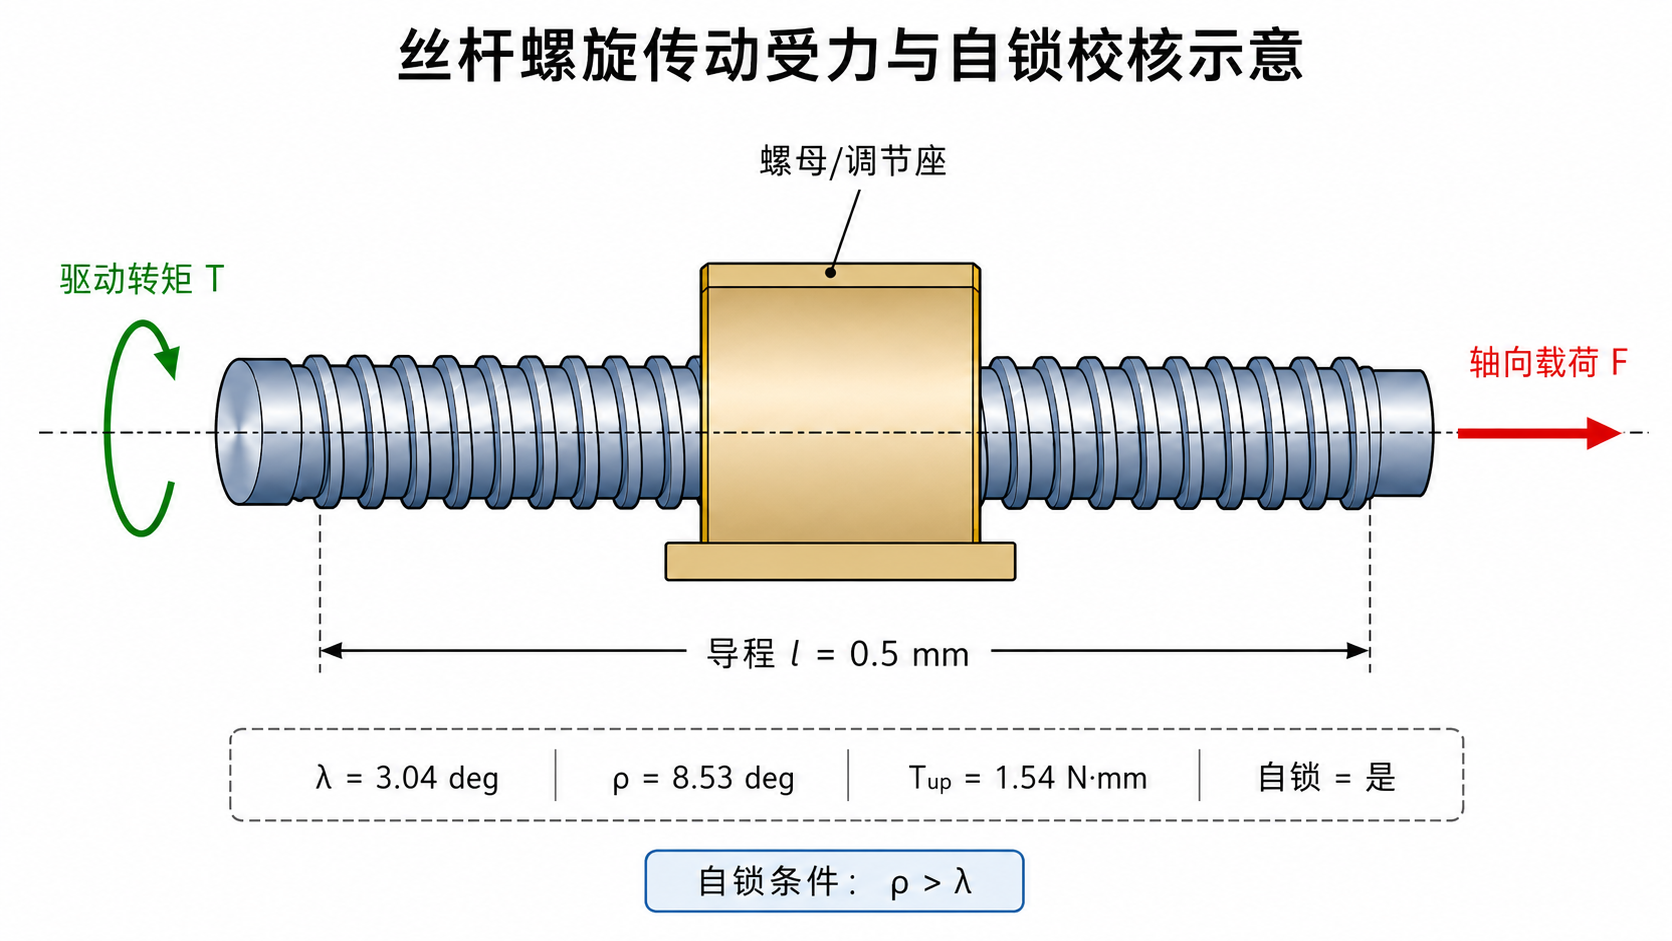 丝杆螺旋传动受力与自锁校核示意
螺母/调节座
驱动转矩 T
轴向载荷 F
导程 l = 0.5 mm
λ = 3.04 deg
ρ = 8.53 deg
Tup = 1.54 N·mm
自锁 = 是
自锁条件： ρ > λ